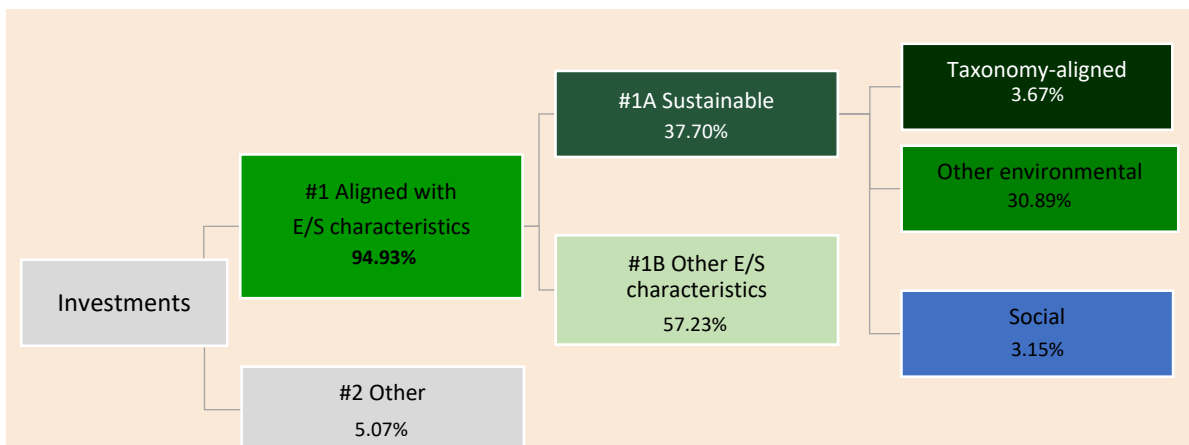 Investments
#1 Aligned with
E/S characteristics
94.93%
#2 Other
5.07%
#1A Sustainable
37.70%
#1B Other E/S
characteristics
57.23%
Taxonomy-aligned
3.67%
Other environmental
30.89%
Social
3.15%